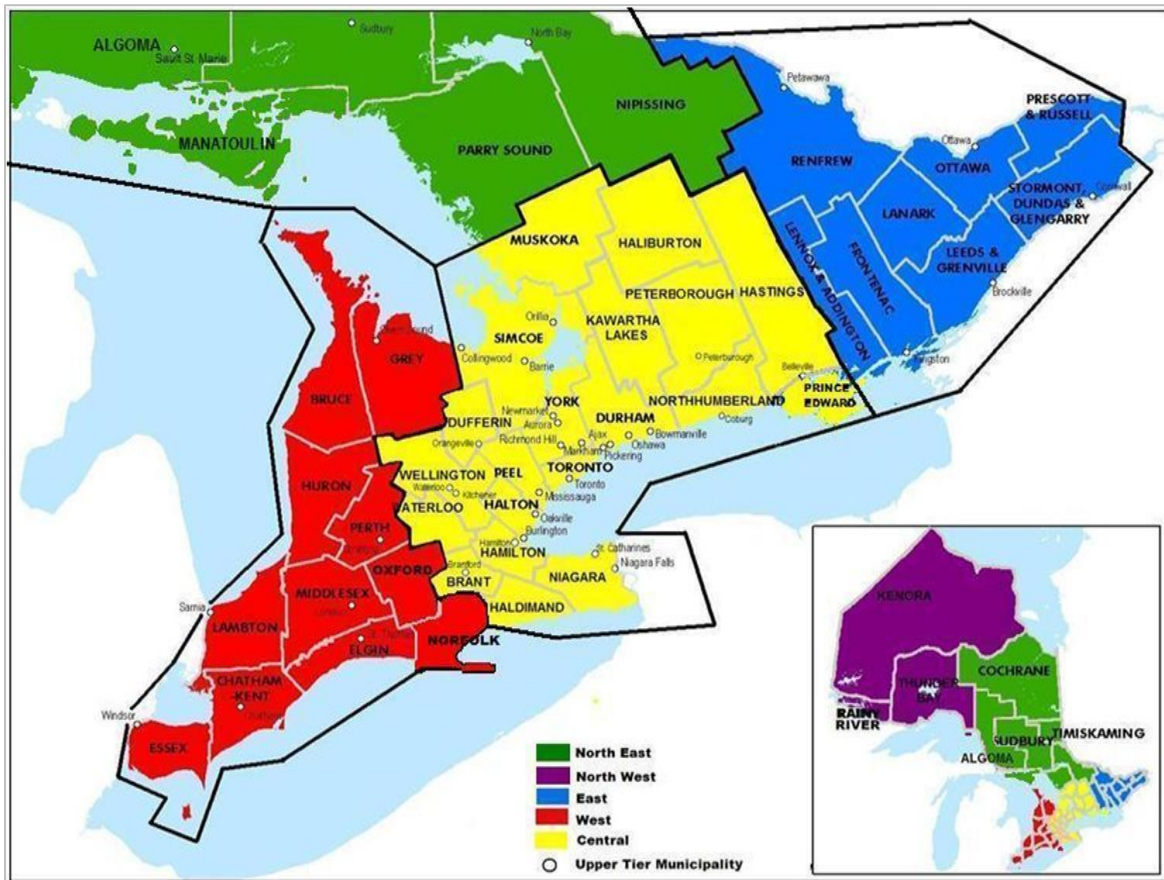 ALGOMA
Sault St. Marie
Sudbury
North Bay
MANATOULIN
PARRY SOUND
NIPISSING
Petawawa
RENFREW
Ottawa
OTTAWA
PRESCOTT
& RUSSELL
LANARK
STORMONT,
DUNDAS &
GLENGARRY
Cornwall
LEEDS &
GRENVILLE
Brockville
LENNOX & ADDINGTON
FRONTENAC
Kingston
MUSKOKA
HALIBURTON
PETERBOROUGH
HASTINGS
KAWARTHA
LAKES
Orillia
SIMCOE
Collingwood
Barrie
Peterburough
Belleville
PRINCE
EDWARD
NORTHHUMBERLAND
Coburg
YORK
Newmarket
Aurora
DUFFERIN
DURHAM
Richmond Hill
Ajax
Bowmanville
Oshawa
Orangeville
Markham
Pickering
WELLINGTON
PEEL
TORONTO
Toronto
Waterloo
Kitchener
Mississauga
WATERLOO
HALTON
Oakville
Burlington
Hamilton
HAMILTON
St. Catharines
Niagara Falls
Branford
BRANT
NIAGARA
HALDIMAND
Owen Sound
GREY
BRUCE
HURON
PERTH
OXFORD
MIDDLESEX
London
Sarnia
LAMBTON
St. Thomas
ELGIN
NORFOLK
CHATHAM
-KENT
Chatham
Windsor
ESSEX
North East
North West
East
West
Central
Upper Tier Municipality
KENORA
COCHRANE
THUNDER
BAY
RAINY
RIVER
TIMISKAMING
SUDBURY
ALGOMA